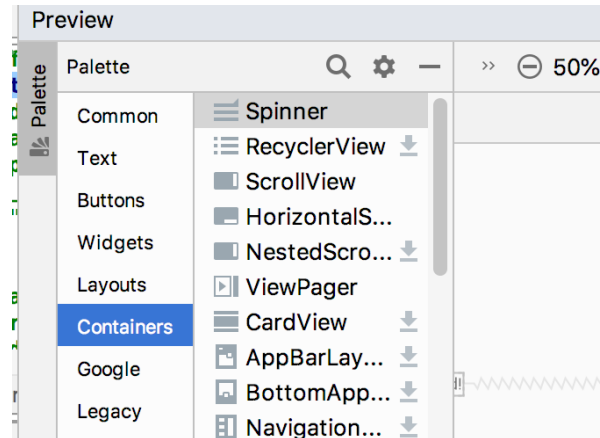 Preview
Palette
Palette
50%
Common
Text
Buttons
Widgets
Layouts
Containers
Google
Legacy
Spinner
RecyclerView
ScrollView
HorizontalS...
NestedScro...
ViewPager
CardView
AppBarLay...
BottomApp...
Navigation...